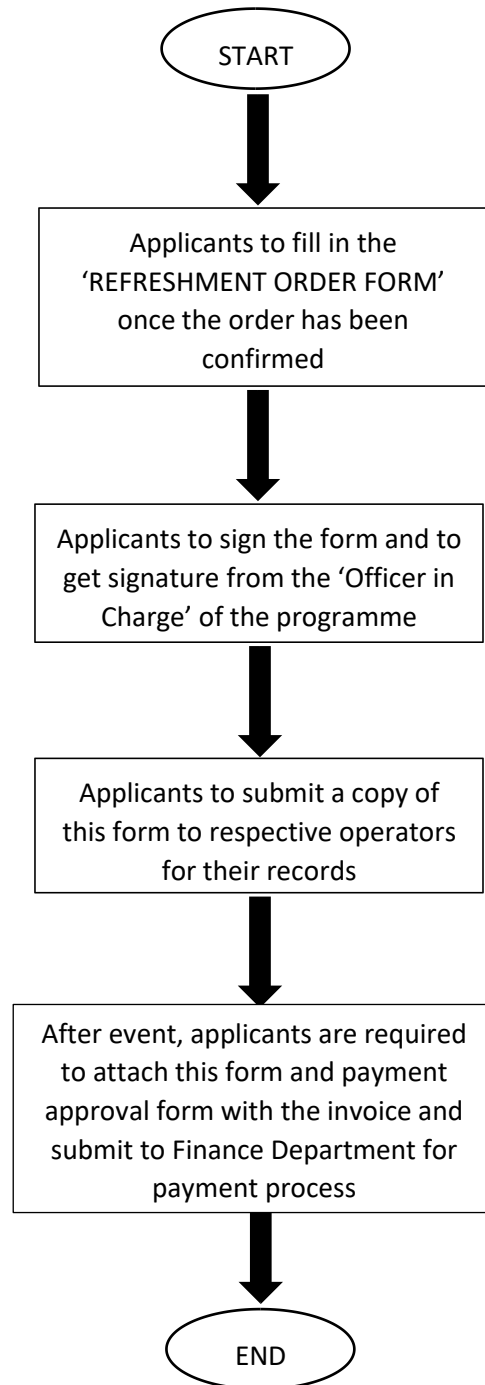 START
Applicants to fill in the
‘REFRESHMENT ORDER FORM’
once the order has been
confirmed
Applicants to sign the form and to
get signature from the ‘Officer in
Charge’ of the programme
Applicants to submit a copy of
this form to respective operators
for their records
After event, applicants are required
to attach this form and payment
approval form with the invoice and
submit to Finance Department for
payment process
END